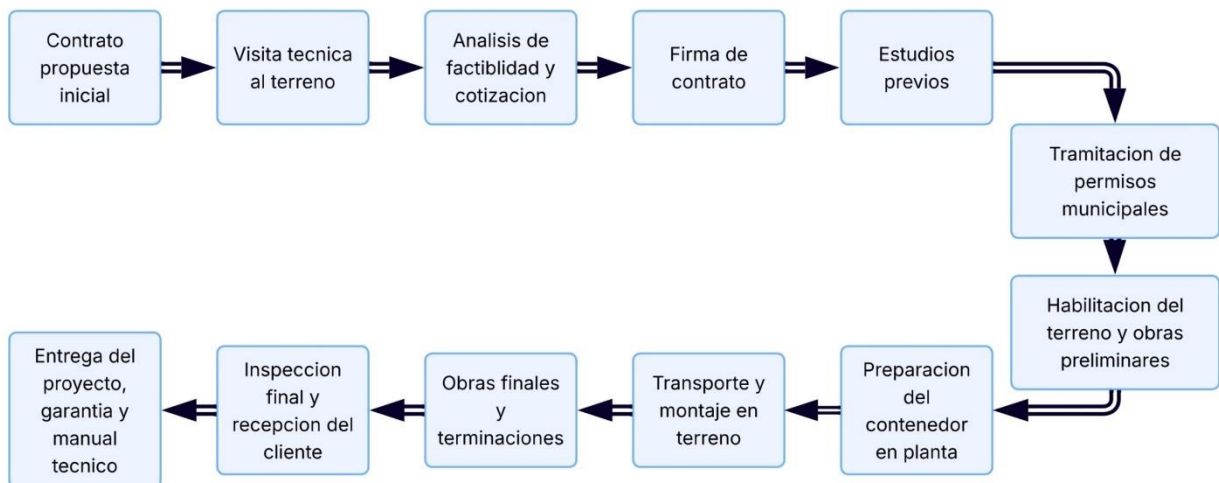 Contrato
propuesta
inicial
Visita tecnica
al terreno
Analisis de
factiblidad y
cotizacion
Firma de
contrato
Estudios
previos
Tramitacion de
permisos
municipales
Habilitacion del
terreno y obras
preliminares
Preparacion
del
contenedor
en planta
Transporte y
montaje en
terreno
Obras finales
y
terminaciones
Inspeccion
final y
recepcion del
cliente
Entrega del
proyecto,
garantia y
manual
tecnico